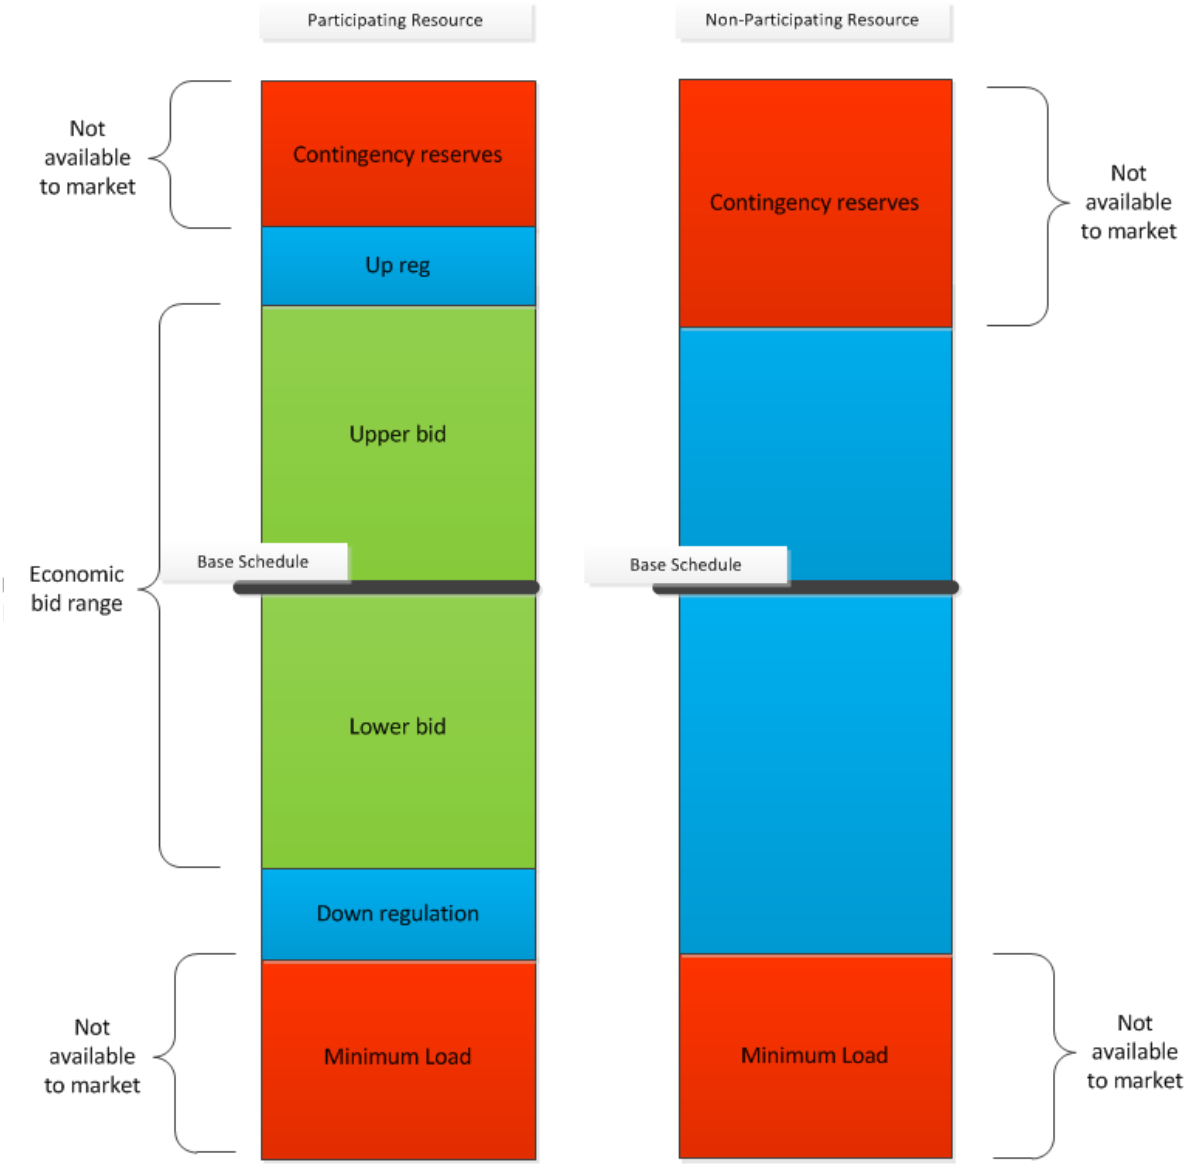 Participating Resource
Non-Participating Resource
Not
available
to market
Contingency reserves
Contingency reserves
Not
available
to market
Up reg
Upper bid
Base Schedule
Base Schedule
Economic
bid range
Lower bid
Down regulation
Not
available
to market
Minimum Load
Minimum Load
Not
available
to market